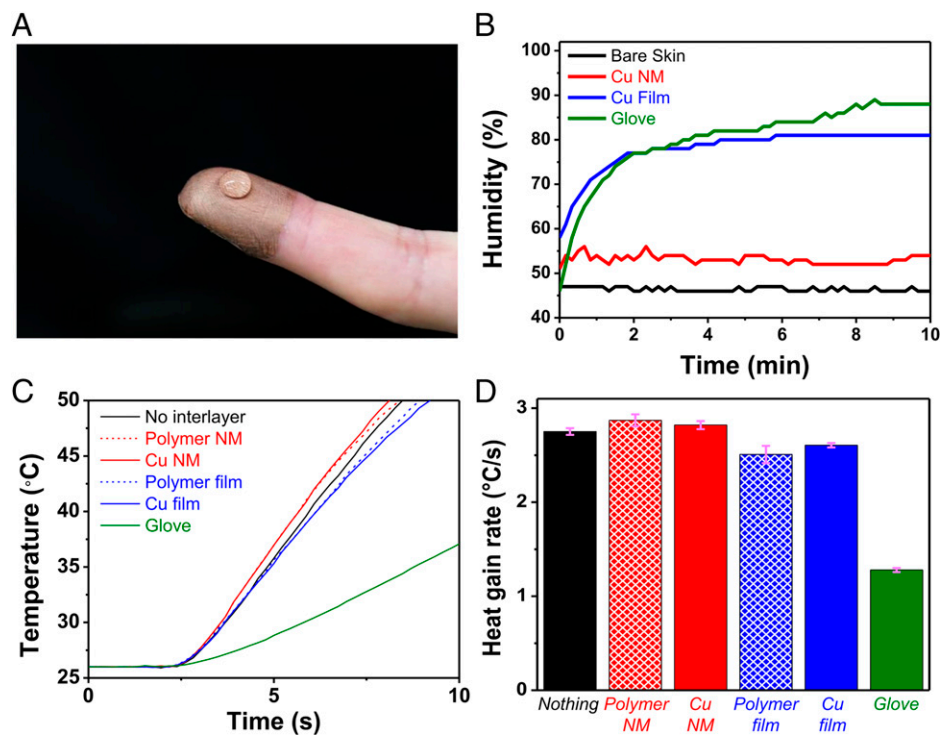 A
B
Humidity (%)
100
90
80
70
60
50
40
Bare Skin
Cu NM
Cu Film
Glove
0
2
4
6
8
10
Time (min)
C
Temperature (°C)
50
45
40
35
30
25
No interlayer
Polymer NM
Cu NM
Polymer film
Cu film
Glove
0
5
10
Time (s)
D
Heat gain rate (°C/s)
3
2
1
0
Nothing
Polymer
NM
Cu
NM
Polymer
film
Cu
film
Glove